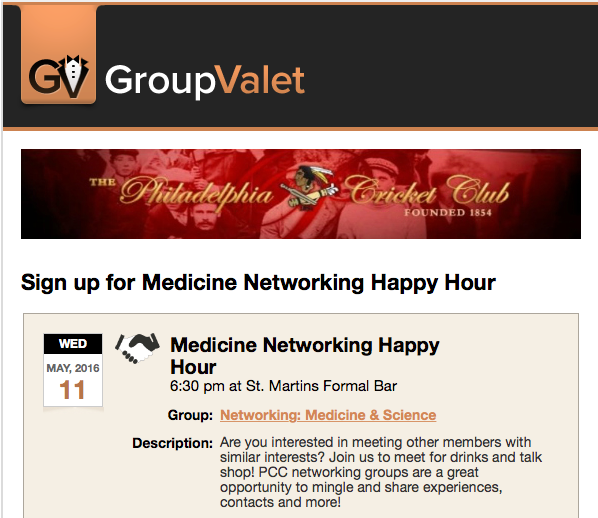 GV GroupValet
THE Philadelphia Cricket Club
FOUNDED 1854
Sign up for Medicine Networking Happy Hour
WED
MAY, 2016
11
Medicine Networking Happy
Hour
6:30 pm at St. Martins Formal Bar
Group: Networking: Medicine & Science
Description: Are you interested in meeting other members with
similar interests? Join us to meet for drinks and talk
shop! PCC networking groups are a great
opportunity to mingle and share experiences,
contacts and more!